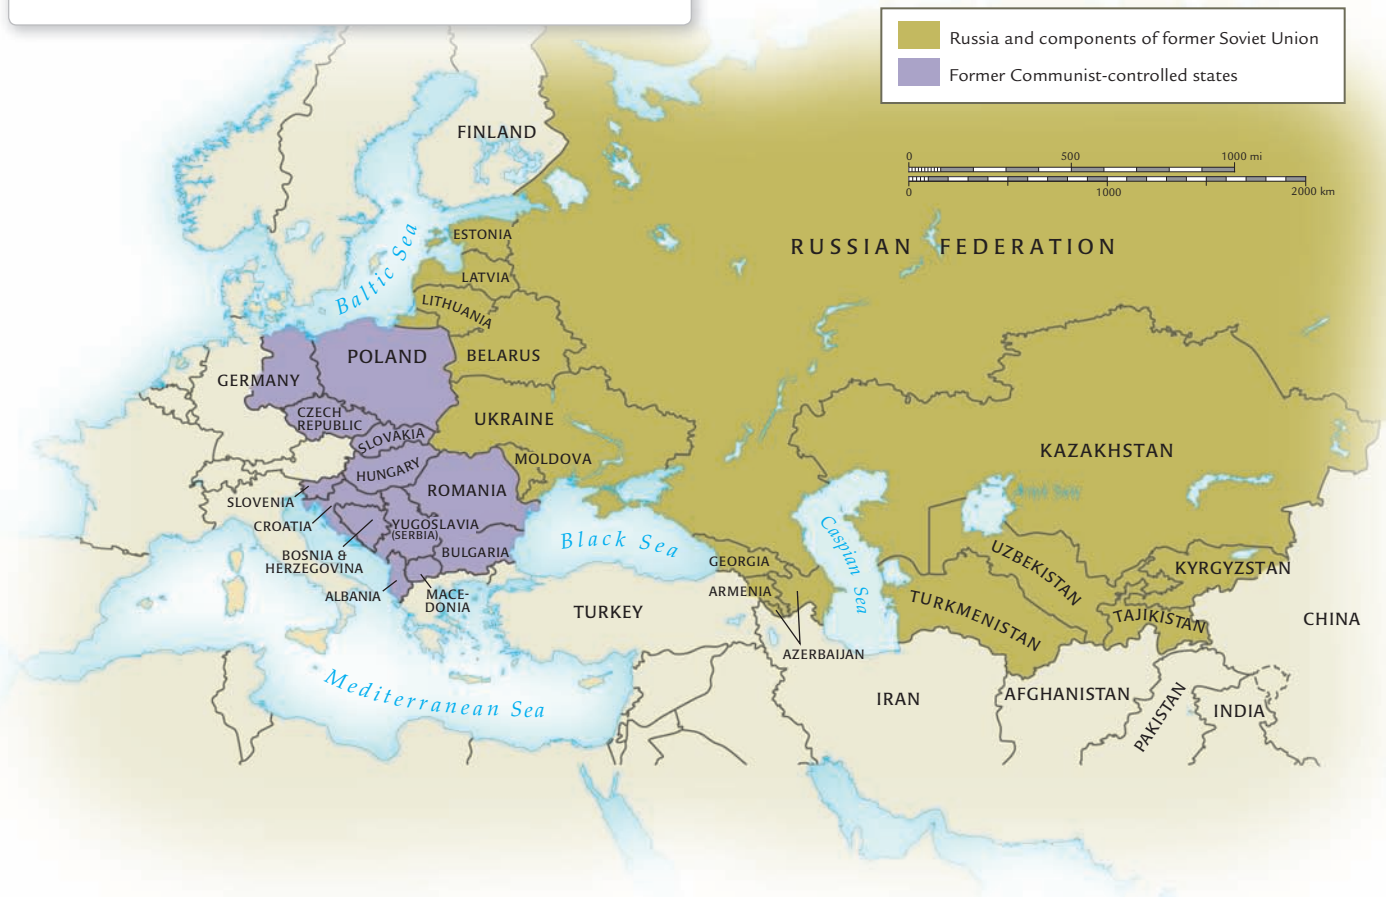 Russia and components of former Soviet Union
Former Communist-controlled states
0 500 1000 mi
0 1000 2000 km
FINLAND
RUSSIAN FEDERATION
ESTONIA
Baltic Sea
LATVIA
LITHUANIA
POLAND
BELARUS
GERMANY
CZECH
REPUBLIC
UKRAINE
SLOVAKIA
KAZAKHSTAN
MOLDOVA
HUNGARY
ROMANIA
Aral Sea
SLOVENIA
CROATIA
YUGOSLAVIA
(SERBIA)
Black Sea
Caspian Sea
BOSNIA &
HERZEGOVINA
BULGARIA
GEORGIA
UZBEKISTAN
KYRGYZSTAN
ALBANIA
MACE-
DONIA
ARMENIA
TURKEY
TURKMENISTAN
TAJIKISTAN
CHINA
AZERBAIJAN
Mediterranean Sea
IRAN
AFGHANISTAN
PAKISTAN
INDIA